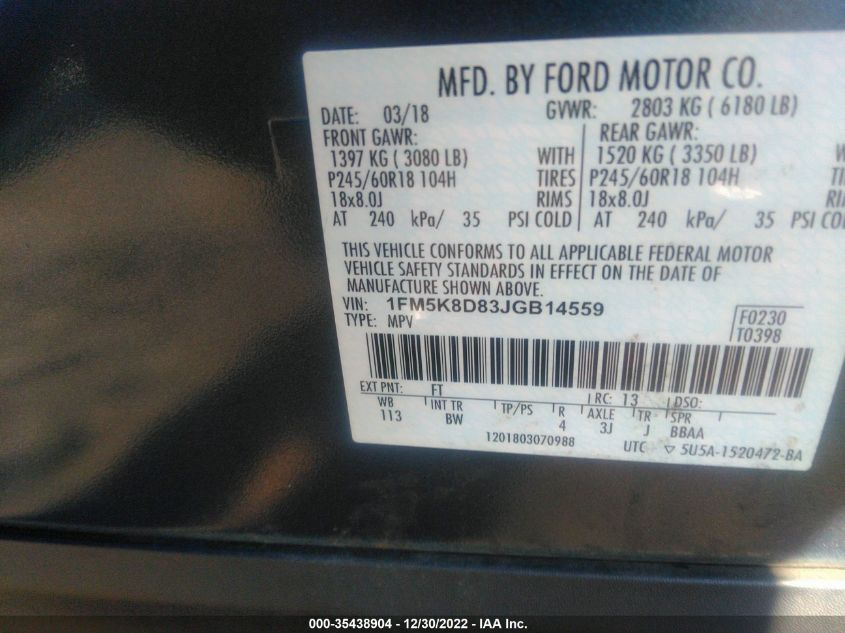 MFD. BY FORD MOTOR CO.
DATE: 03/18 GVWR: 2803 KG ( 6180 LB)
FRONT GAWR: REAR GAWR:
1397 KG ( 3080 LB) WITH 1520 KG ( 3350 LB) W
P245/60R18 104H TIRES P245/60R18 104H TIRE
18x8.0J RIMS 18x8.0J RIM
AT 240 kPa/ 35 PSI COLD AT 240 kPa/ 35 PSI COL
THIS VEHICLE CONFORMS TO ALL APPLICABLE FEDERAL MOTOR
VEHICLE SAFETY STANDARDS IN EFFECT ON THE DATE OF
MANUFACTURE SHOWN ABOVE.
VIN: 1FM5K8D83JGB14559
TYPE: MPV
F0230
T0398
EXT PNT: FT RC: 13 DSO:
WB INT TR TP/PS R AXLE TR SPR
113 BW 4 3J J BBAA
1201803070988
UTC ▽ 5U5A-1520472-BA
000-35438904 - 12/30/2022 - IAA Inc.